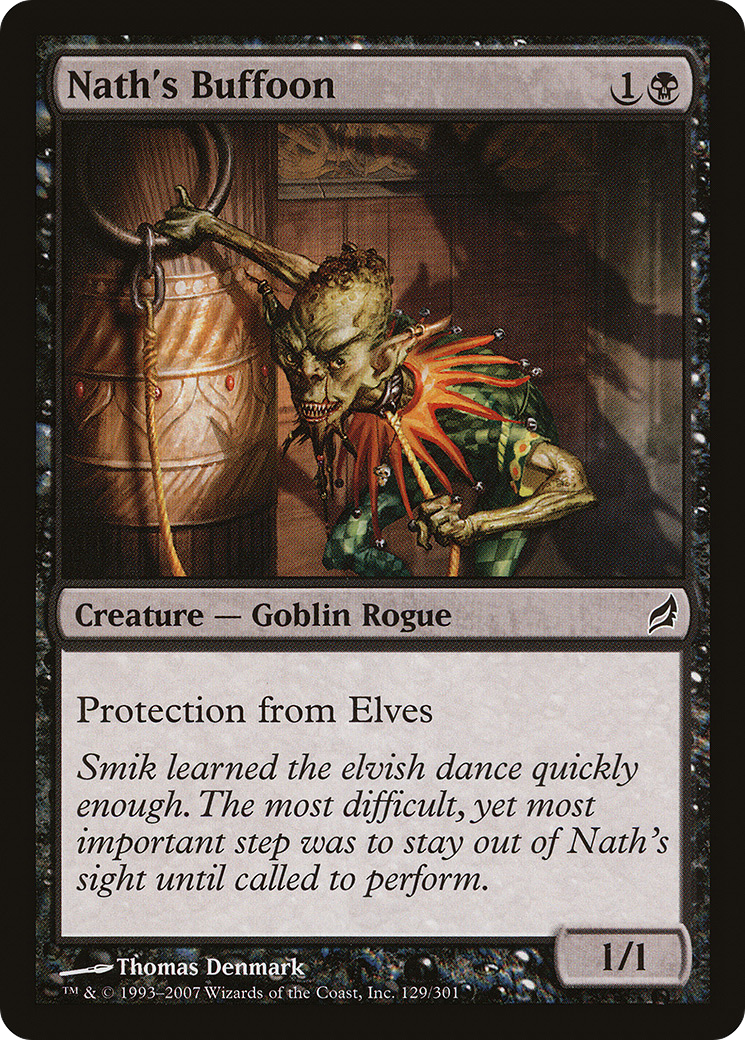 Nath's Buffoon 1
Creature — Goblin Rogue
Protection from Elves
Smik learned the elvish dance quickly
enough. The most difficult, yet most
important step was to stay out of Nath's
sight until called to perform.
1/1
Thomas Denmark
™ & © 1993–2007 Wizards of the Coast, Inc. 129/301